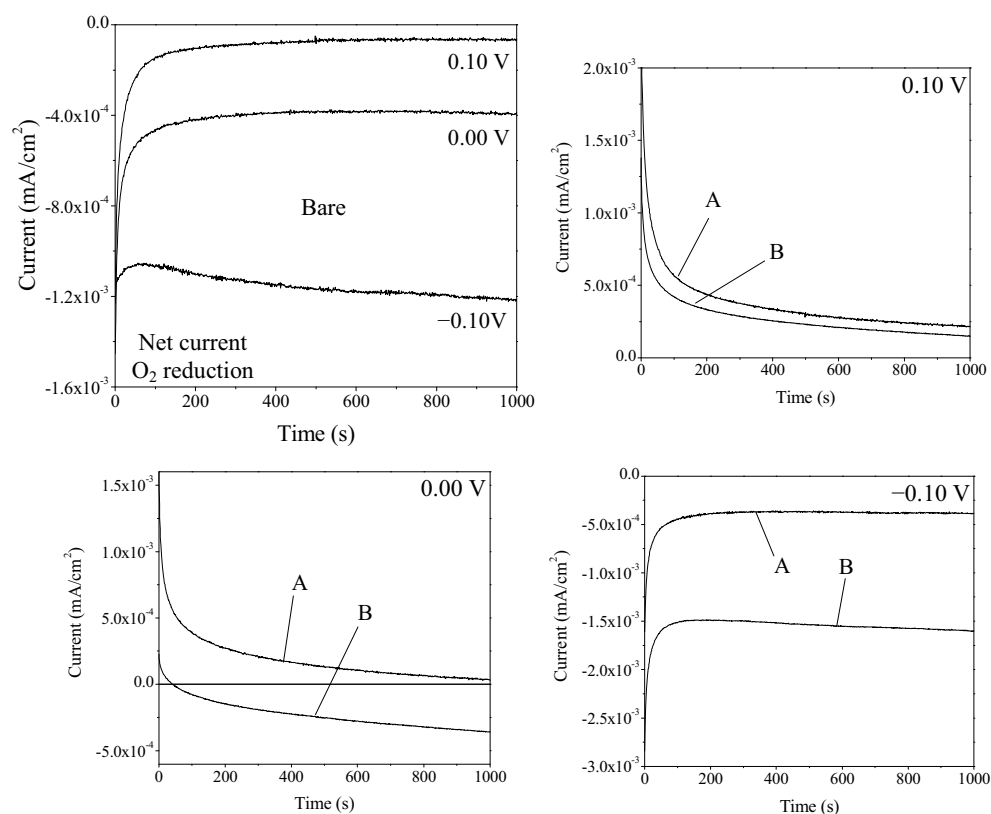 0.0
-4.0x10⁻⁴
-8.0x10⁻⁴
-1.2x10⁻³
-1.6x10⁻³
Current (mA/cm²)
0.10 V
0.00 V
Bare
−0.10V
Net current
O₂ reduction
0 200 400 600 800 1000
Time (s)
2.0x10⁻³
1.5x10⁻³
1.0x10⁻³
5.0x10⁻⁴
0.0
Current (mA/cm²)
0.10 V
A
B
0 200 400 600 800 1000
Time (s)
1.5x10⁻³
1.0x10⁻³
5.0x10⁻⁴
0.0
-5.0x10⁻⁴
Current (mA/cm²)
0.00 V
A
B
0 200 400 600 800 1000
Time (s)
0.0
-5.0x10⁻⁴
-1.0x10⁻³
-1.5x10⁻³
-2.0x10⁻³
-2.5x10⁻³
-3.0x10⁻³
Current (mA/cm²)
−0.10 V
A
B
0 200 400 600 800 1000
Time (s)